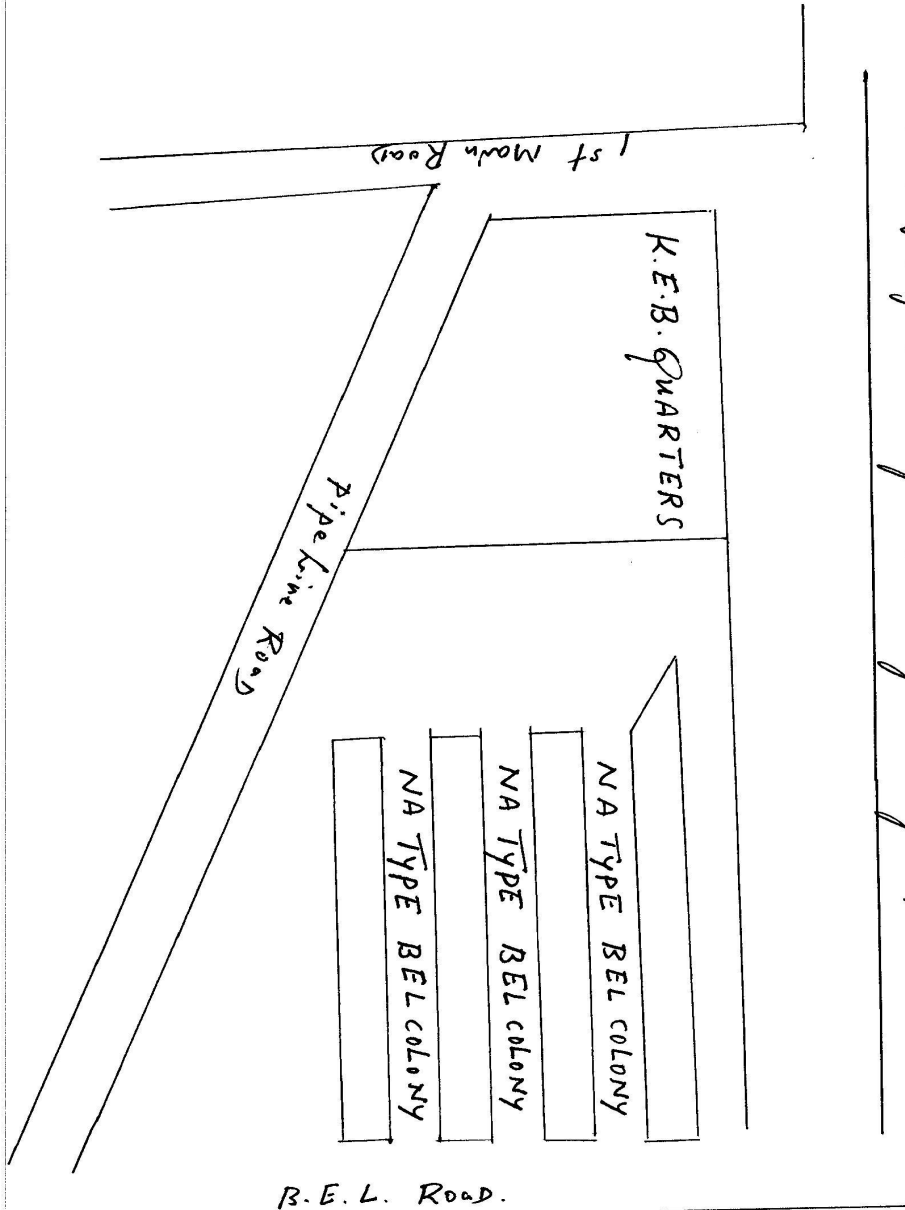 1st Main Road
K.E.B. QUARTERS
Pipe Line Road
NA TYPE BEL COLONY
NA TYPE BEL COLONY
NA TYPE BEL COLONY
B.E.L. ROAD.